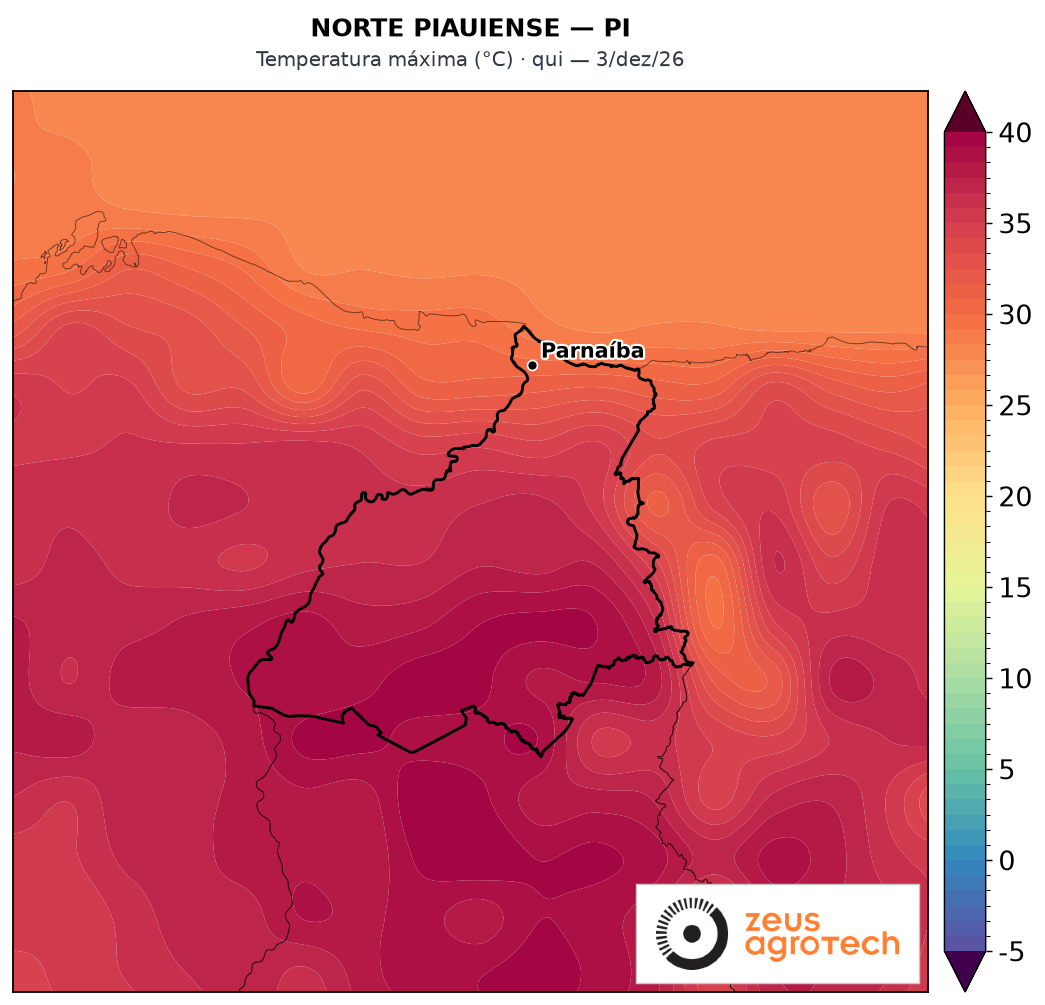 NORTE PIAUIENSE — PI
Temperatura máxima (°C) · qui — 3/dez/26
Parnaíba
40
35
30
25
20
15
10
5
0
-5
zeus
agrotech